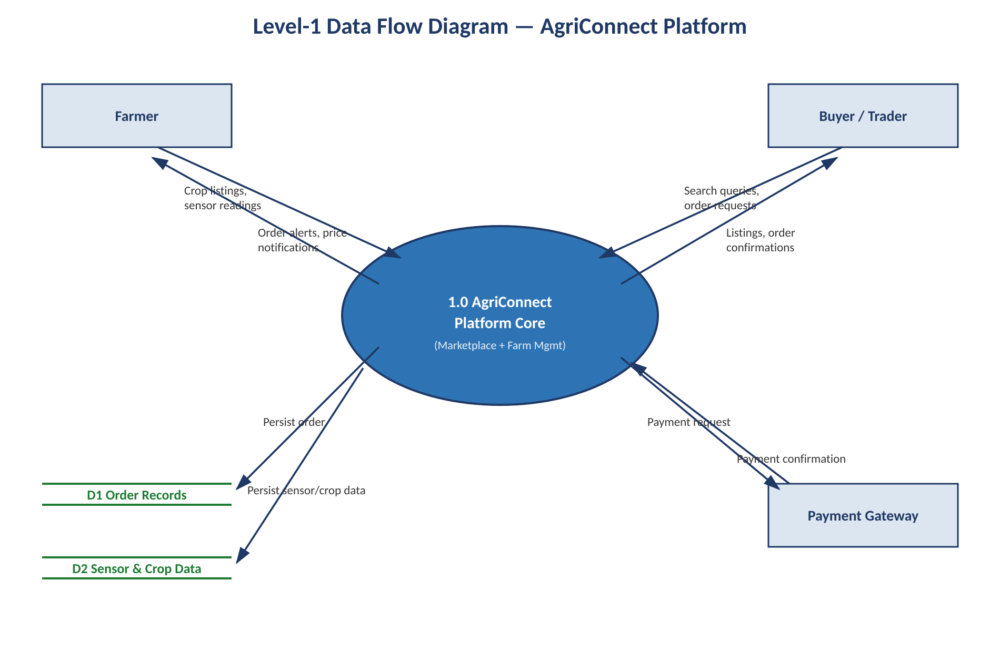 Level-1 Data Flow Diagram — AgriConnect Platform
Farmer
Buyer / Trader
Crop listings,
sensor readings
Search queries,
order requests
Order alerts, price
notifications
Listings, order
confirmations
1.0 AgriConnect
Platform Core
(Marketplace + Farm Mgmt)
Persist order
Payment request
Payment confirmation
Persist sensor/crop data
D1 Order Records
Payment Gateway
D2 Sensor & Crop Data